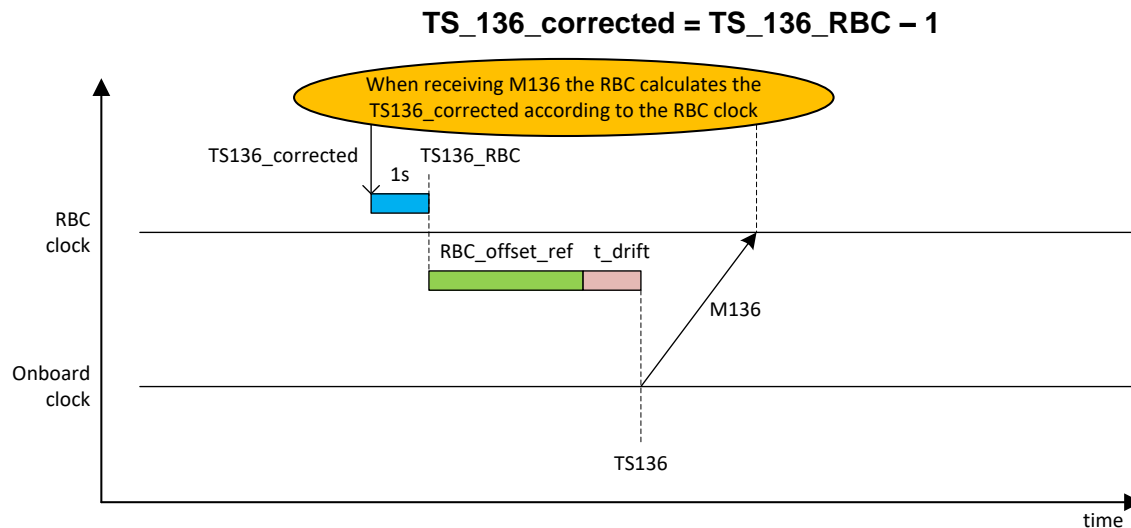 TS_136_corrected = TS_136_RBC – 1
When receiving M136 the RBC calculates the
TS136_corrected according to the RBC clock
TS136_corrected
TS136_RBC
1s
RBC
clock
RBC_offset_ref
t_drift
M136
Onboard
clock
TS136
time